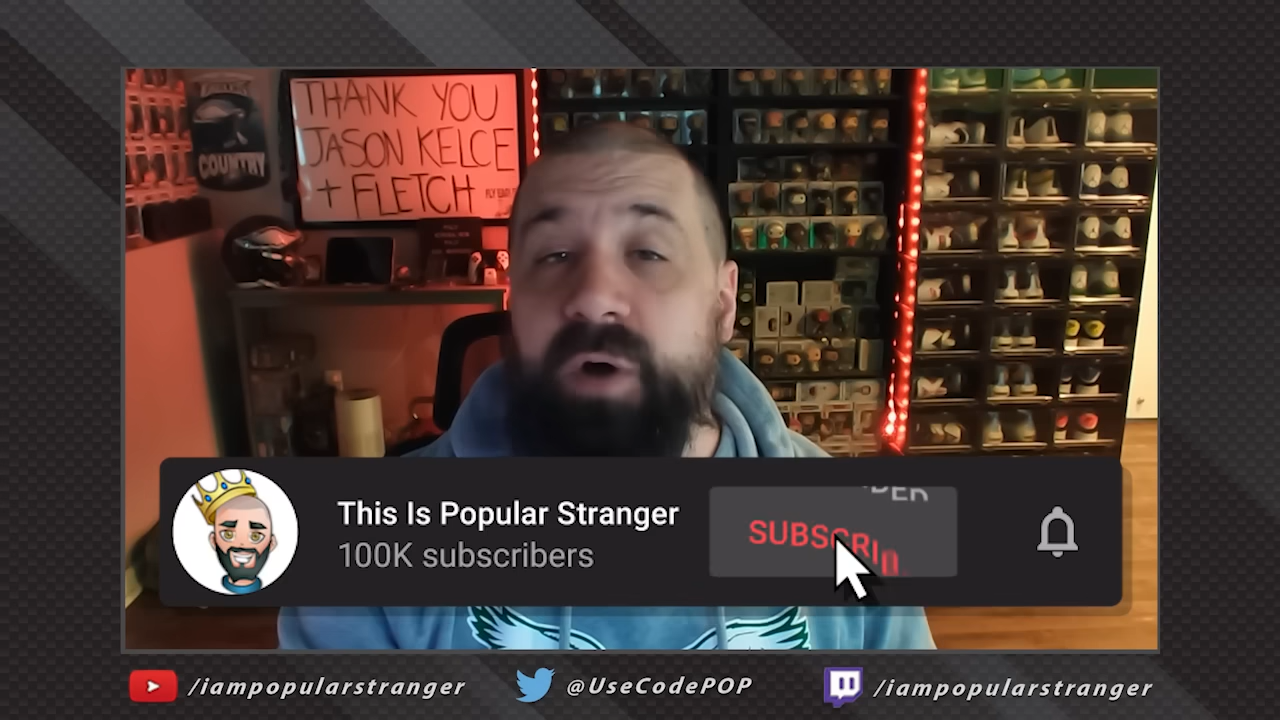 THANK YOU
JASON KELCE
+ FLETCH
COUNTRY
This Is Popular Stranger
100K subscribers
/iampopularstranger
@UseCodePOP
/iampopularstranger